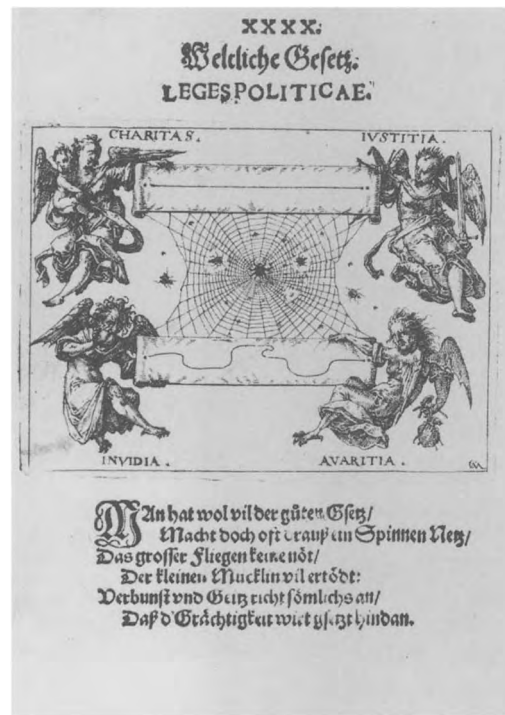 XXXX.
Weltliche Gesetz.
LEGES POLITICAE.
CHARITAS.
IVSTITIA.
INVIDIA.
AVARITIA.
MAn hat wol vil der gůten Gsetz/
Macht doch oft drauß ein Spinnen Netz/
Das grosser Fliegen keine nöt/
Der kleinen Mucklin vil ertödt:
Verbunst vnd Geitz richt sömlichs an/
Daß d'Grächtigkeit wirt gsetzt hindan.